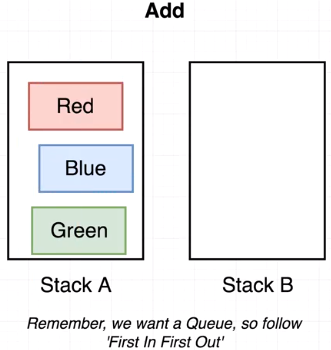 Add
Red
Blue
Green
Stack A
Stack B
Remember, we want a Queue, so follow
'First In First Out'